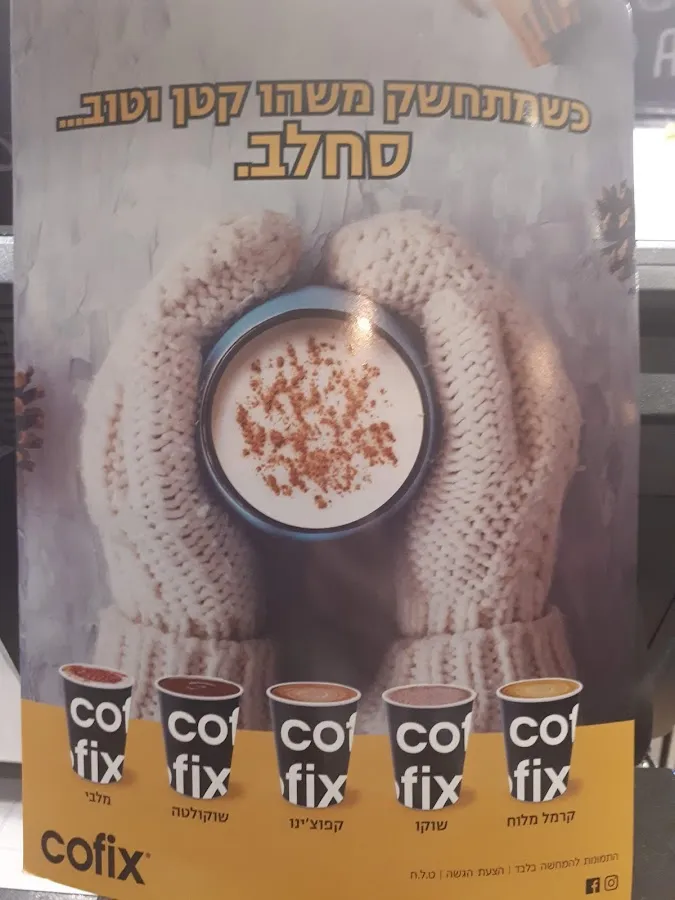 כשמתחשק משהו קטן וטוב...
סחלב.
cofix
cofix
cofix
cofix
cofix
מלבי
שוקולטה
קפוצ'ינו
שוקו
קרמל מלוח
cofix
התמונות להמחשה בלבד | הצעת הגשה | ט.ל.ח